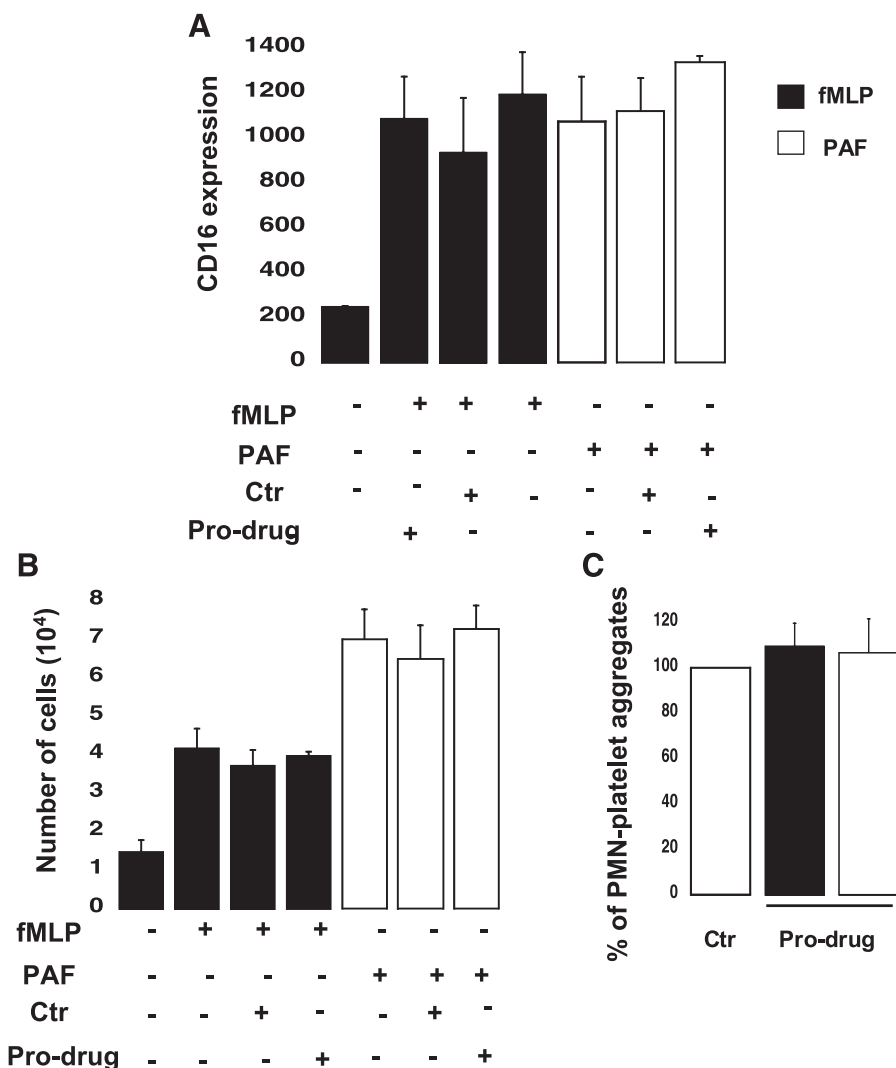 A
CD16 expression
1400
1200
1000
800
600
400
200
0
fMLP
PAF
fMLP - + + + - - -
PAF - - - - + + +
Ctr - - + - - + -
Pro-drug - + - - - - +
B
Number of cells (10⁴)
8
7
6
5
4
3
2
1
0
fMLP - + + + - - -
PAF - - - - + + +
Ctr - - + - - + -
Pro-drug - - - + - - +
C
% of PMN-platelet aggregates
120
100
80
60
40
20
0
Ctr Pro-drug